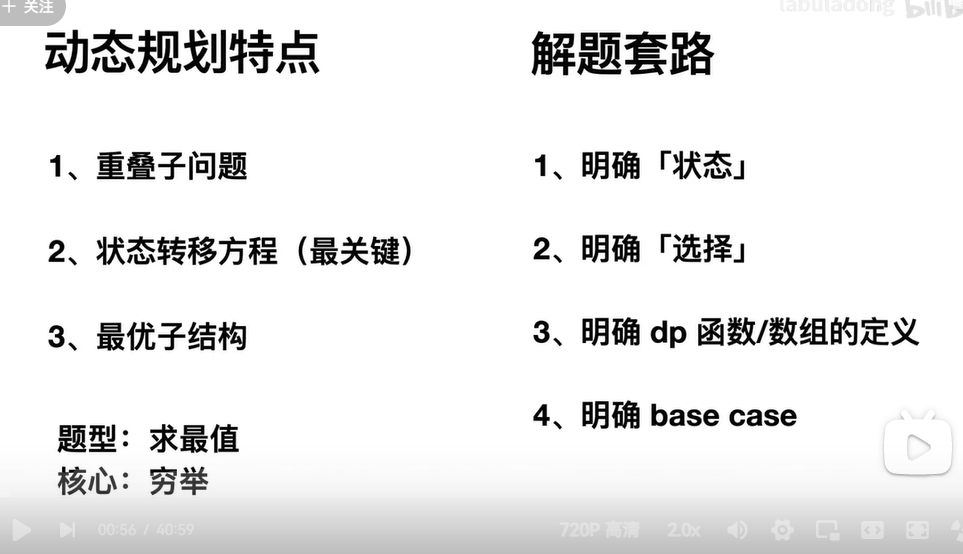 + 关注
labuladong
动态规划特点
1、重叠子问题
2、状态转移方程（最关键）
3、最优子结构
题型：求最值
核心：穷举
解题套路
1、明确「状态」
2、明确「选择」
3、明确 dp 函数/数组的定义
4、明确 base case
00:56 / 40:59
720P 高清
2.0x